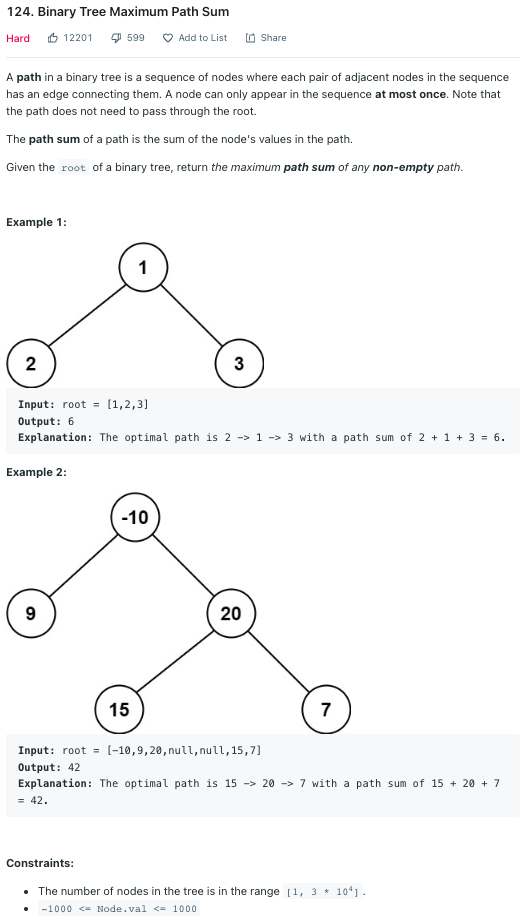 124. Binary Tree Maximum Path Sum
Hard 12201 599 Add to List Share
A path in a binary tree is a sequence of nodes where each pair of adjacent nodes in the sequence
has an edge connecting them. A node can only appear in the sequence at most once. Note that
the path does not need to pass through the root.
The path sum of a path is the sum of the node's values in the path.
Given the root of a binary tree, return the maximum path sum of any non-empty path.
Example 1:
1
2 3
Input: root = [1,2,3]
Output: 6
Explanation: The optimal path is 2 -> 1 -> 3 with a path sum of 2 + 1 + 3 = 6.
Example 2:
-10
9 20
15 7
Input: root = [-10,9,20,null,null,15,7]
Output: 42
Explanation: The optimal path is 15 -> 20 -> 7 with a path sum of 15 + 20 + 7
= 42.
Constraints:
• The number of nodes in the tree is in the range [1, 3 * 10⁴].
• -1000 <= Node.val <= 1000